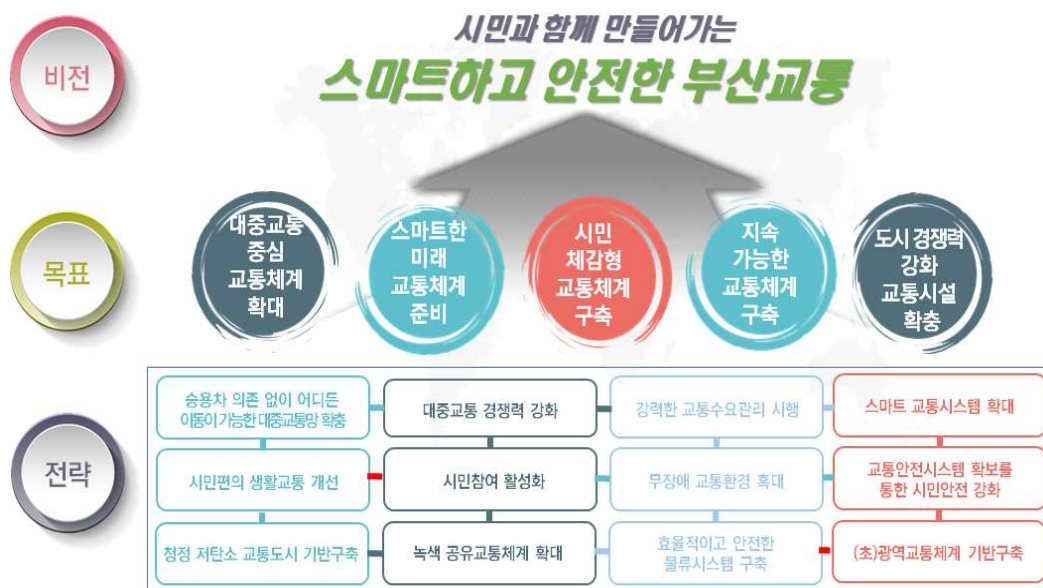 비전
시민과 함께 만들어가는
스마트하고 안전한 부산교통
목표
대중교통
중심
교통체계
확대
스마트한
미래
교통체계
준비
시민
체감형
교통체계
구축
지속
가능한
교통체계
구축
도시 경쟁력
강화
교통시설
확충
전략
승용차 의존 없이 어디든
이동이 가능한 대중교통망 확충
대중교통 경쟁력 강화
강력한 교통수요관리 시행
스마트 교통시스템 확대
시민편의 생활교통 개선
시민참여 활성화
무장애 교통환경 혹대
교통안전시스템 확보를
통한 시민안전 강화
청정 저탄소 교통도시 기반구축
녹색 공유교통체계 확대
효율적이고 안전한
물류시스템 구축
(초)광역교통체계 기반구축